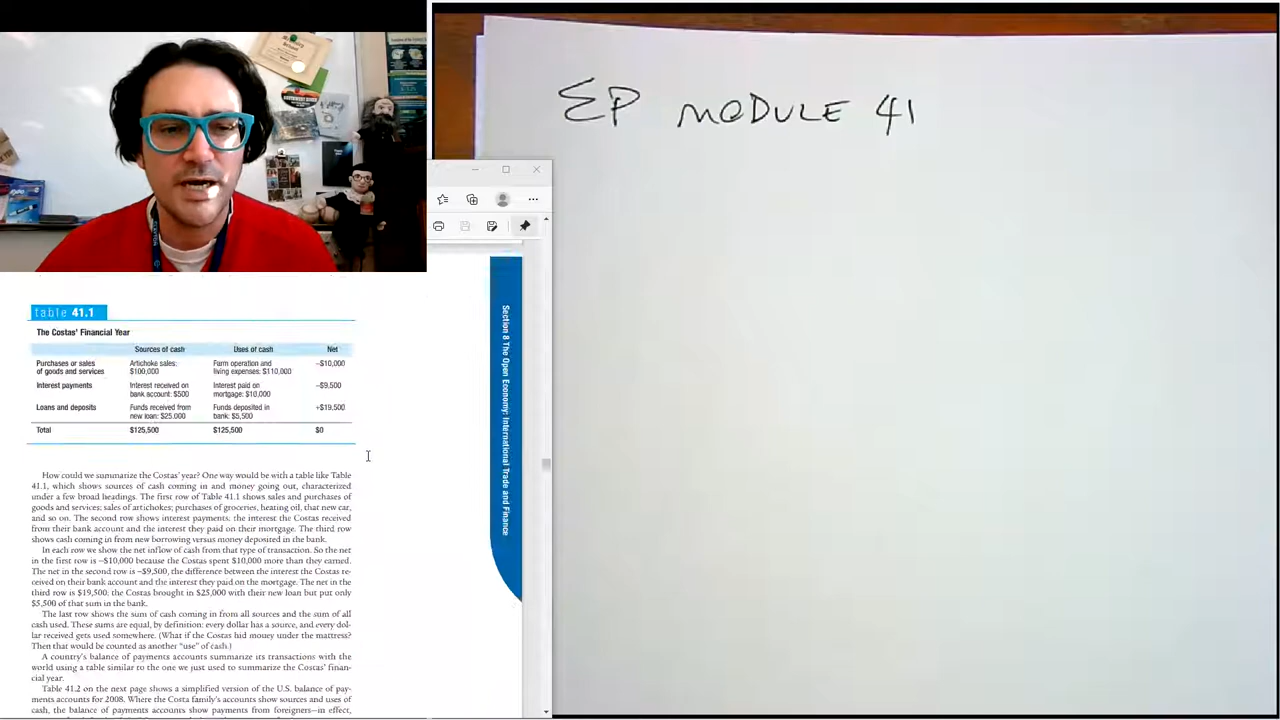 ΣP MODULE 41
table 41.1
The Costas' Financial Year
Sources of cash Uses of cash Net
Purchases or sales of goods and services Artichoke sales: $100,000 Farm operation and living expenses: $110,000 –$10,000
Interest payments Interest received on bank account: $500 Interest paid on mortgage: $10,000 –$9,500
Loans and deposits Funds received from new loan: $25,000 Funds deposited in bank: $5,500 +$19,500
Total $125,500 $125,500 $0
How could we summarize the Costas' year? One way would be with a table like Table
41.1, which shows sources of cash coming in and money going out, characterized
under a few broad headings. The first row of Table 41.1 shows sales and purchases of
goods and services; sales of artichokes; purchases of groceries, heating oil, that new car,
and so on. The second row shows interest payments: the interest the Costas received
from their bank account and the interest they paid on their mortgage. The third row
shows cash coming in from new borrowing versus money deposited in the bank.
In each row we show the net inflow of cash from that type of transaction. So the net
in the first row is –$10,000 because the Costas spent $10,000 more than they earned.
The net in the second row is –$9,500, the difference between the interest the Costas re-
ceived on their bank account and the interest they paid on the mortgage. The net in the
third row is $19,500: the Costas brought in $25,000 with their new loan but put only
$5,500 of that sum in the bank.
The last row shows the sum of cash coming in from all sources and the sum of all
cash used. These sums are equal, by definition: every dollar has a source, and every dol-
lar received gets used somewhere. (What if the Costas hid money under the mattress?
Then that would be counted as another "use" of cash.)
A country's balance of payments accounts summarize its transactions with the
world using a table similar to the one we just used to summarize the Costas' finan-
cial year.
Table 41.2 on the next page shows a simplified version of the U.S. balance of pay-
ments accounts for 2008. Where the Costa family's accounts show sources and uses of
cash, the balance of payments accounts show payments from foreigners—in effect,
Section 8 The Open Economy: International Trade and Finance